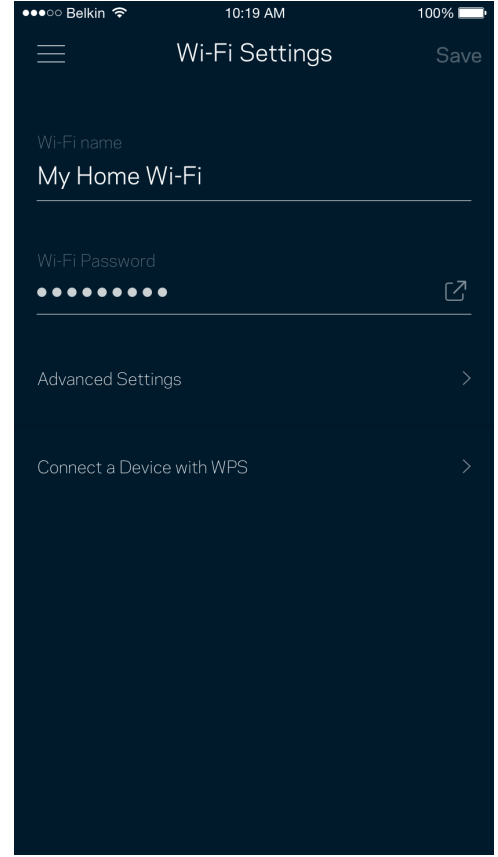 Belkin 10:19 AM 100%
Wi-Fi Settings Save
Wi-Fi name
My Home Wi-Fi
Wi-Fi Password
Advanced Settings
Connect a Device with WPS